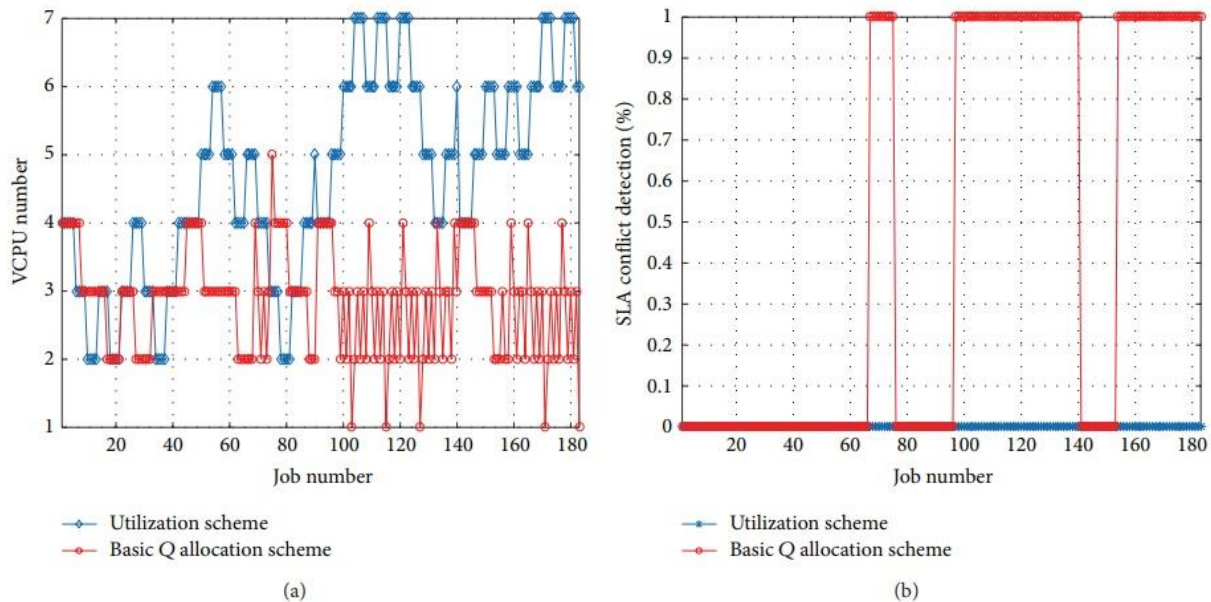 7
6
5
4
3
2
1
VCPU number
20 40 60 80 100 120 140 160 180
Job number
Utilization scheme
Basic Q allocation scheme
(a)
1
0.9
0.8
0.7
0.6
0.5
0.4
0.3
0.2
0.1
0
SLA conflict detection (%)
20 40 60 80 100 120 140 160 180
Job number
Utilization scheme
Basic Q allocation scheme
(b)